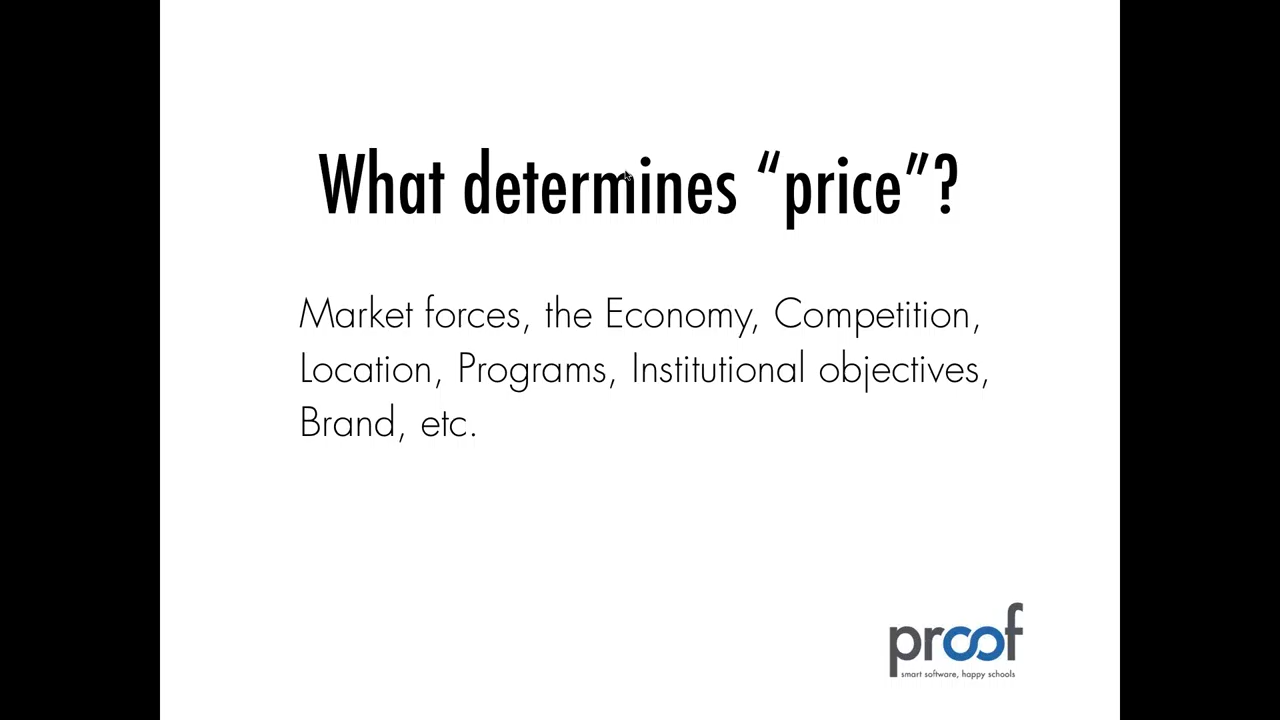 What determines “price”?
Market forces, the Economy, Competition,
Location, Programs, Institutional objectives,
Brand, etc.
proof
smart software, happy schools